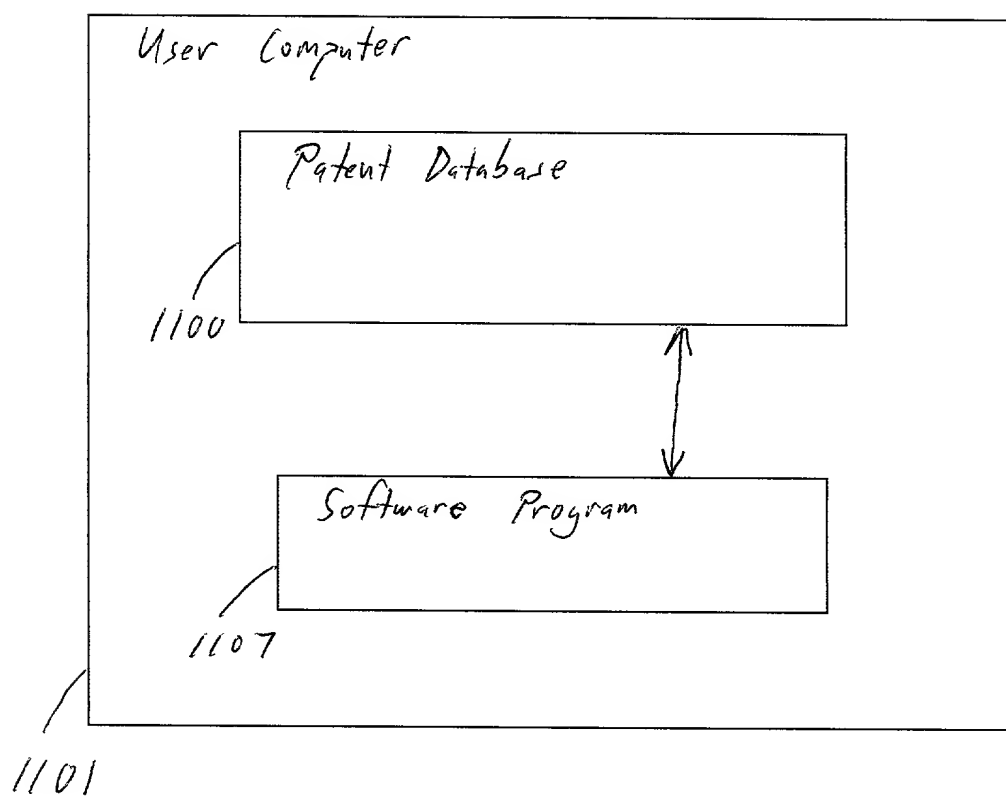 User Computer
Patent Database
1100
Software Program
1107
1101